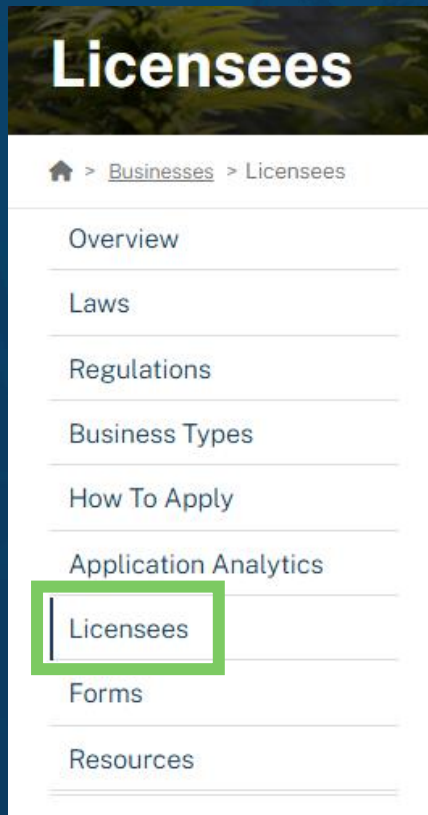 Licensees
> Businesses > Licensees
Overview
Laws
Regulations
Business Types
How To Apply
Application Analytics
Licensees
Forms
Resources